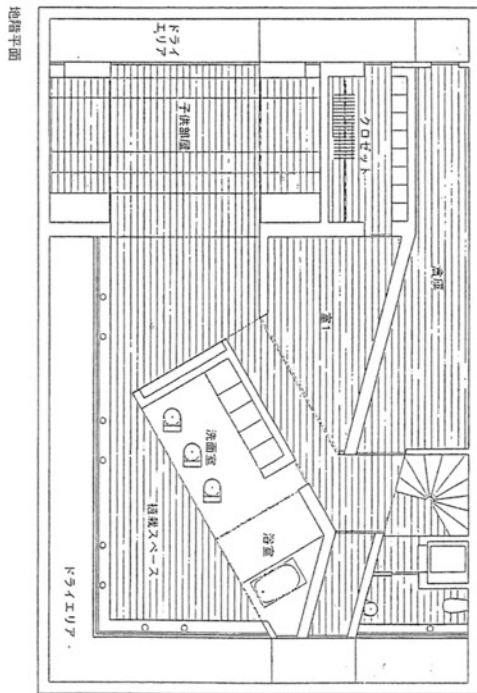 地階平面
ドライ
エリア
子供部屋
クロゼット
倉庫
室1
洗面室
浴室
植栽スペース
ドライエリア